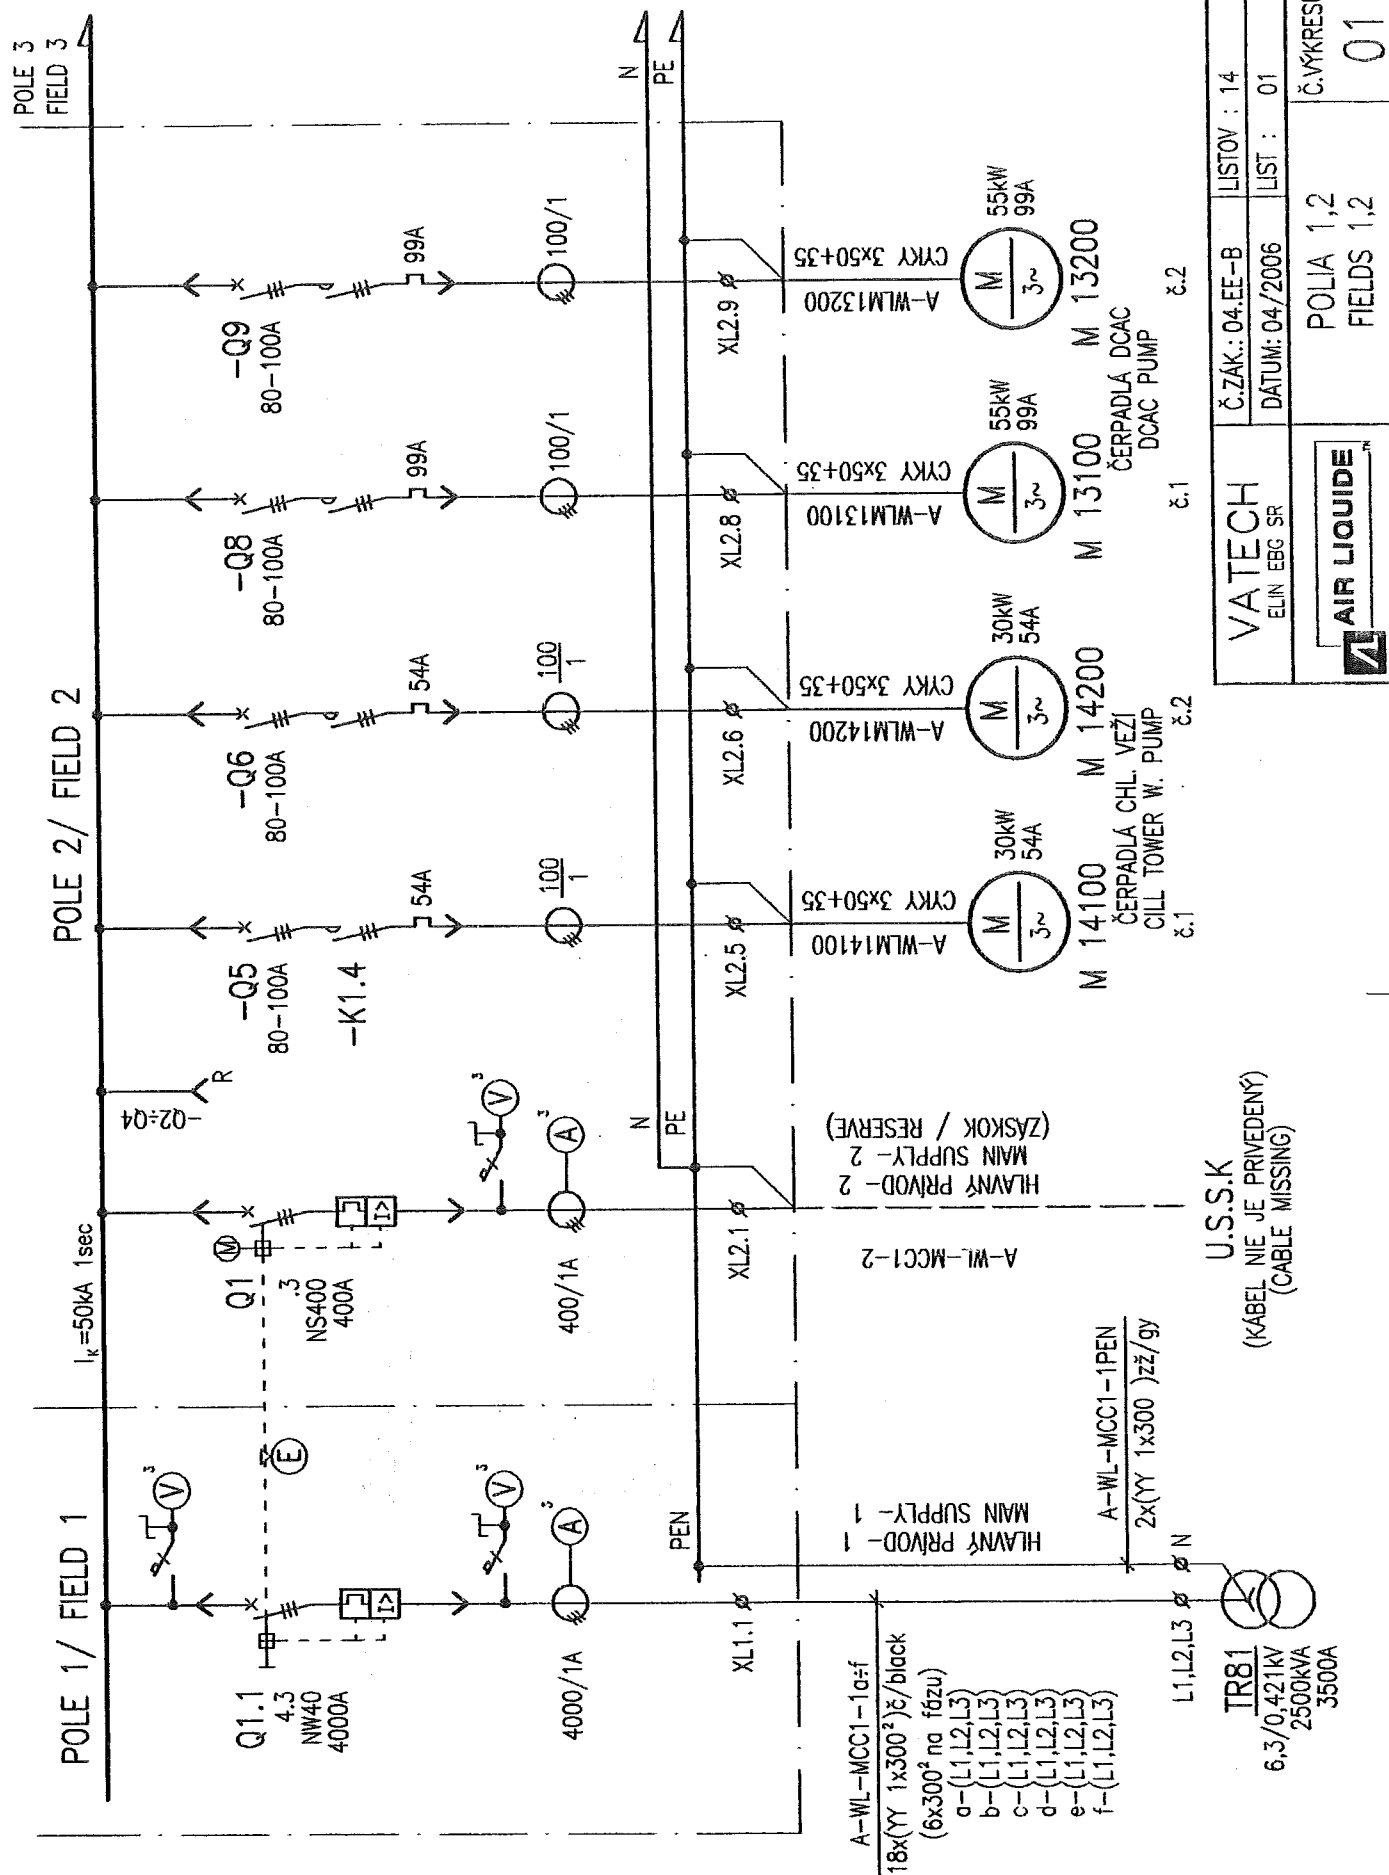 POLE 1/ FIELD 1
POLE 2/ FIELD 2
POLE 3
FIELD 3
Iк=50kA 1sec
V
3
Q1.1
4.3
NW40
4000A
I>
V
3
A
3
4000/1A
PEN
XL1.1
E
M
Q1
.3
NS400
400A
I>
V
3
A
3
400/1A
N
PE
XL2.1
-Q2÷Q4
R
-Q5
80-100A
-K1.4
54A
100
1
XL2.5
-Q6
80-100A
54A
100
1
XL2.6
-Q8
80-100A
99A
100/1
XL2.8
-Q9
80-100A
99A
100/1
XL2.9
N
PE
A-WL-MCC1-1a÷f
18x(YY 1x300²)č/black
(6x300² na fázu)
a-(L1,L2,L3)
b-(L1,L2,L3)
c-(L1,L2,L3)
d-(L1,L2,L3)
e-(L1,L2,L3)
f-(L1,L2,L3)
HLAVNÝ PRÍVOD- 1
MAIN SUPPLY- 1
A-WL-MCC1-1PEN
2x(YY 1x300 )zž/gy
L1,L2,L3
N
TR81
6,3/0,421kV
2500kVA
3500A
A-WL-MCC1-2
HLAVNÝ PRÍVOD- 2
MAIN SUPPLY- 2
(ZÁSKOK / RESERVE)
U.S.S.K
(KÁBEL NIE JE PRIVEDENÝ)
(CABLE MISSING)
A-WLM14100
CYKY 3x50+35
M
3~
30kW
54A
M 14100
A-WLM14200
CYKY 3x50+35
M
3~
30kW
54A
M 14200
ČERPADLÁ CHL. VEŽÍ
CILL TOWER W. PUMP
č.1
č.2
A-WLM13100
CYKY 3x50+35
M
3~
55kW
99A
M 13100
A-WLM13200
CYKY 3x50+35
M
3~
55kW
99A
M 13200
ČERPADLÁ DCAC
DCAC PUMP
č.1
č.2
VATECH
ELIN EBG SR
Č.ZÁK.: 04.EE-B
LISTOV : 14
DÁTUM: 04/2006
LIST : 01
AIR LIQUIDE™
POLIA 1,2
FIELDS 1,2
Č.VÝKRESU
01